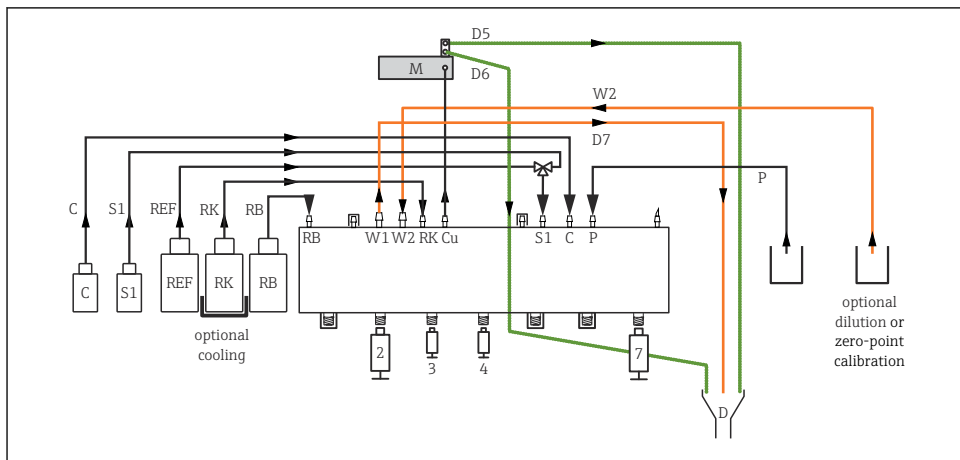 D5
M
D6
W2
D7
P
C
S1
REF
RK
RB
RB
W1
W2
RK
Cu
S1
C
P
C
S1
REF
RK
RB
optional
cooling
optional
dilution or
zero-point
calibration
2
3
4
7
D